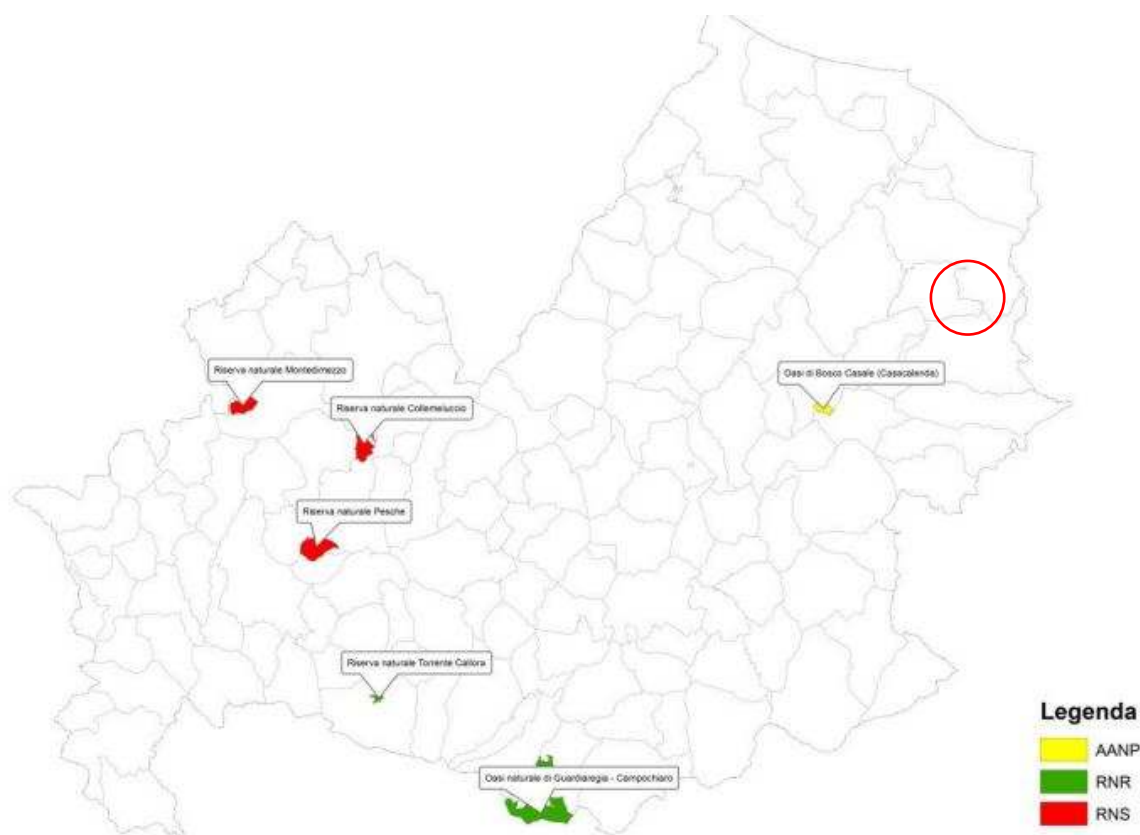 Riserva naturale Montedimezzo
Oasi di Bosco Casale (Casacalenda)
Riserva naturale Collemeluccio
Riserva naturale Pesche
Riserva naturale Torrente Callora
Oasi naturale di Guardiaregia - Campochiaro
Legenda
AANP
RNR
RNS